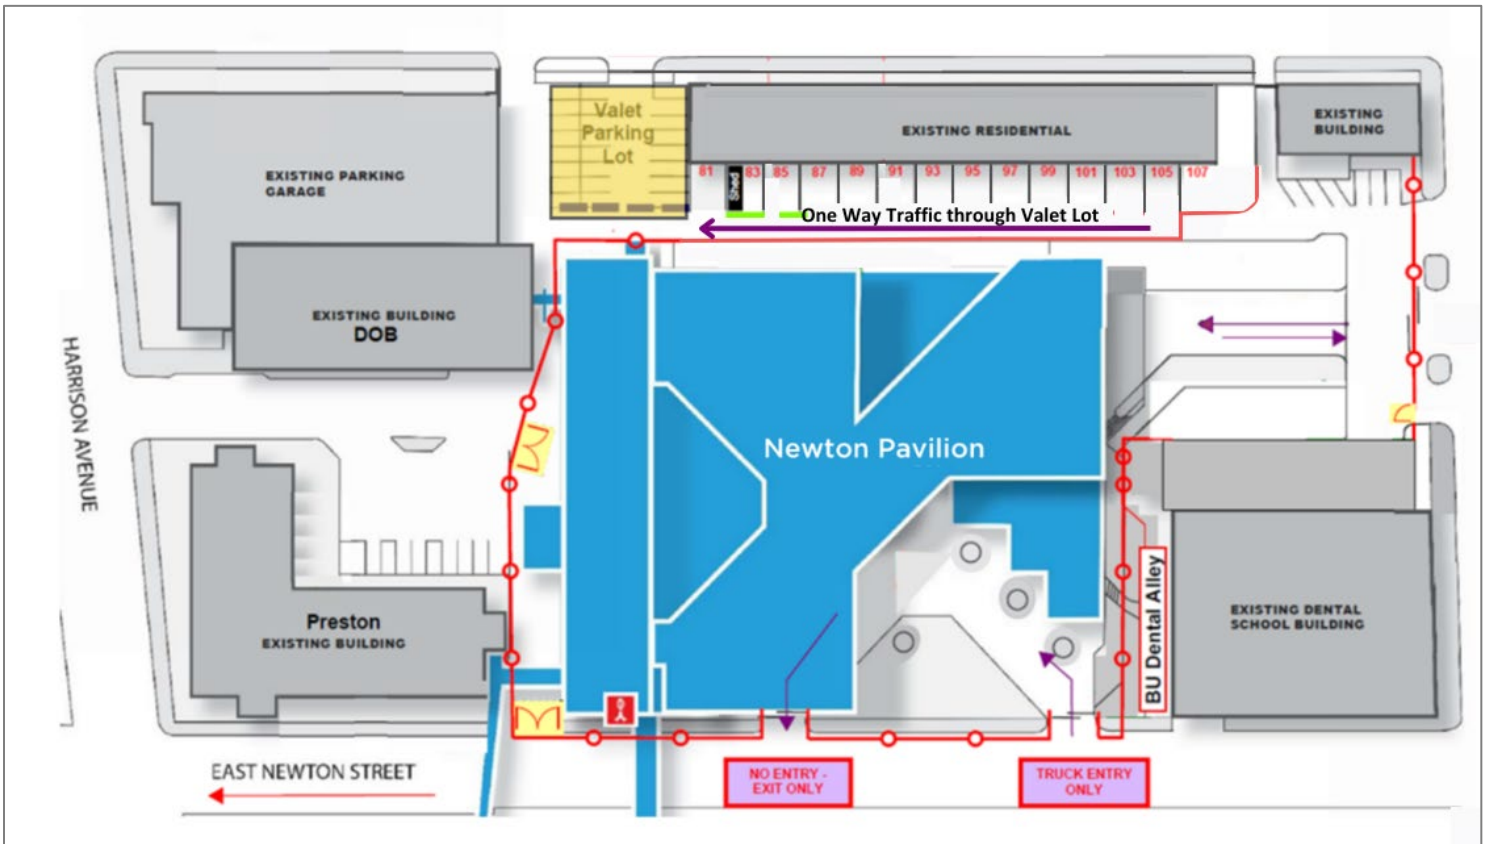 Valet
Parking
Lot
EXISTING RESIDENTIAL
EXISTING
BUILDING
EXISTING PARKING
GARAGE
81
Shed
83
85
87
89
91
93
95
97
99
101
103
105
107
One Way Traffic through Valet Lot
EXISTING BUILDING
DOB
HARRISON AVENUE
Newton Pavilion
Preston
EXISTING BUILDING
BU Dental Alley
EXISTING DENTAL
SCHOOL BUILDING
EAST NEWTON STREET
NO ENTRY -
EXIT ONLY
TRUCK ENTRY
ONLY